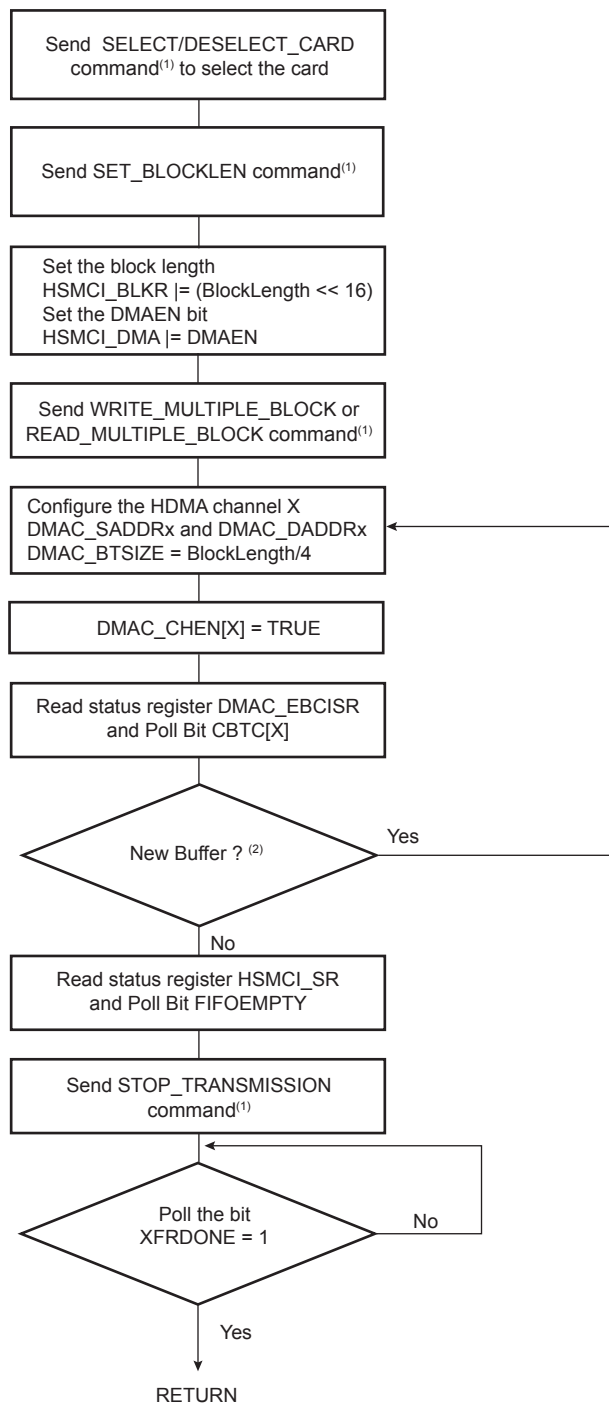 Send SELECT/DESELECT_CARD
command(1) to select the card
Send SET_BLOCKLEN command(1)
Set the block length
HSMCI_BLKR |= (BlockLength << 16)
Set the DMAEN bit
HSMCI_DMA |= DMAEN
Send WRITE_MULTIPLE_BLOCK or
READ_MULTIPLE_BLOCK command(1)
Configure the HDMA channel X
DMAC_SADDRx and DMAC_DADDRx
DMAC_BTSIZE = BlockLength/4
DMAC_CHEN[X] = TRUE
Read status register DMAC_EBCISR
and Poll Bit CBTC[X]
New Buffer ? (2)
Yes
No
Read status register HSMCI_SR
and Poll Bit FIFOEMPTY
Send STOP_TRANSMISSION
command(1)
Poll the bit
XFRDONE = 1
No
Yes
RETURN